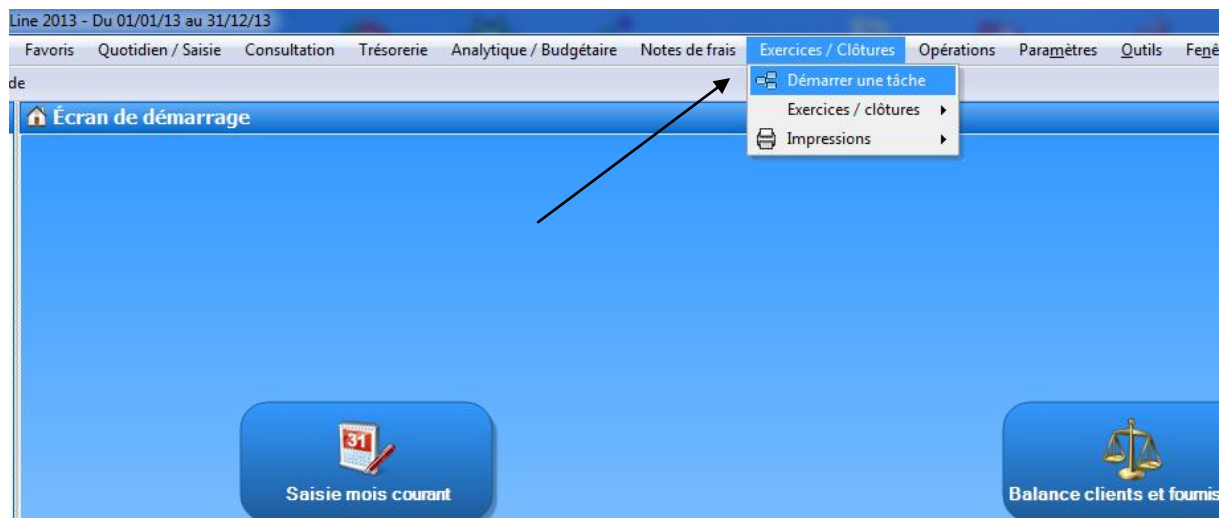 Line 2013 - Du 01/01/13 au 31/12/13
Favoris Quotidien / Saisie Consultation Trésorerie Analytique / Budgétaire Notes de frais Exercices / Clôtures Opérations Paramètres Outils Fenê
de
Démarrer une tâche
Écran de démarrage
Exercices / clôtures
Impressions
31
Saisie mois courant
Balance clients et fournis